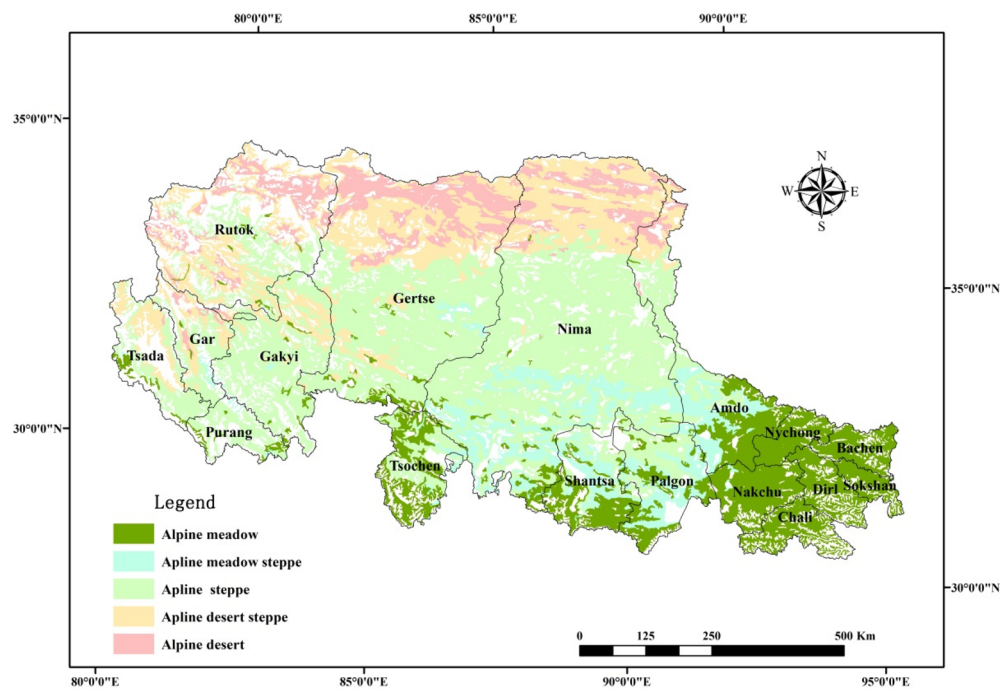 80°0'0"E 85°0'0"E 90°0'0"E
35°0'0"N
N
W E
S
Rutok
Gertse
35°0'0"N
Nima
Gar
Tsada
Gakyi
Amdo
30°0'0"N
Purang
Nychong
Bachen
Tsochen
Shantsa
Palgon
Nakchu
Dirl
Sokshan
Chali
Legend
Alpine meadow
Apline meadow steppe
Apline steppe
Apline desert steppe
Alpine desert
30°0'0"N
0 125 250 500 Km
80°0'0"E 85°0'0"E 90°0'0"E 95°0'0"E